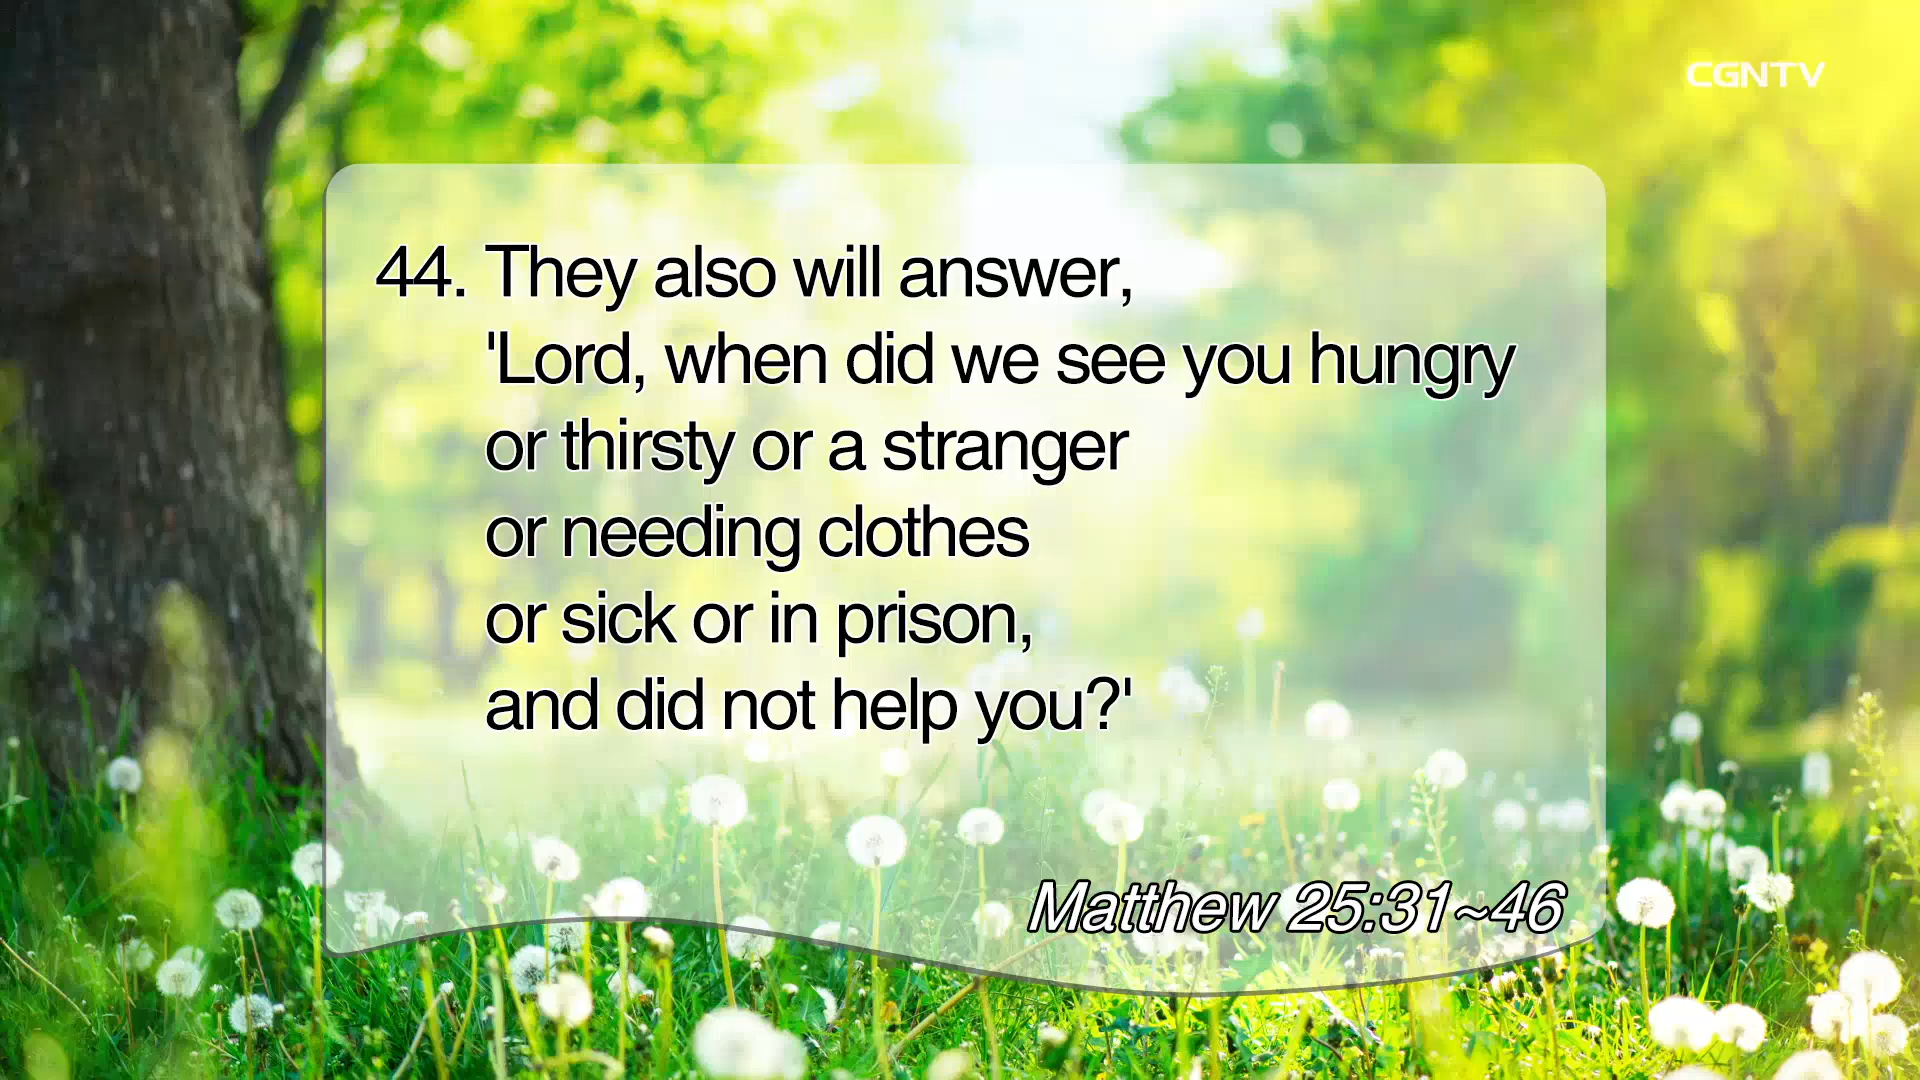 CGNTV
44. They also will answer,
'Lord, when did we see you hungry
or thirsty or a stranger
or needing clothes
or sick or in prison,
and did not help you?'
Matthew 25:31~46